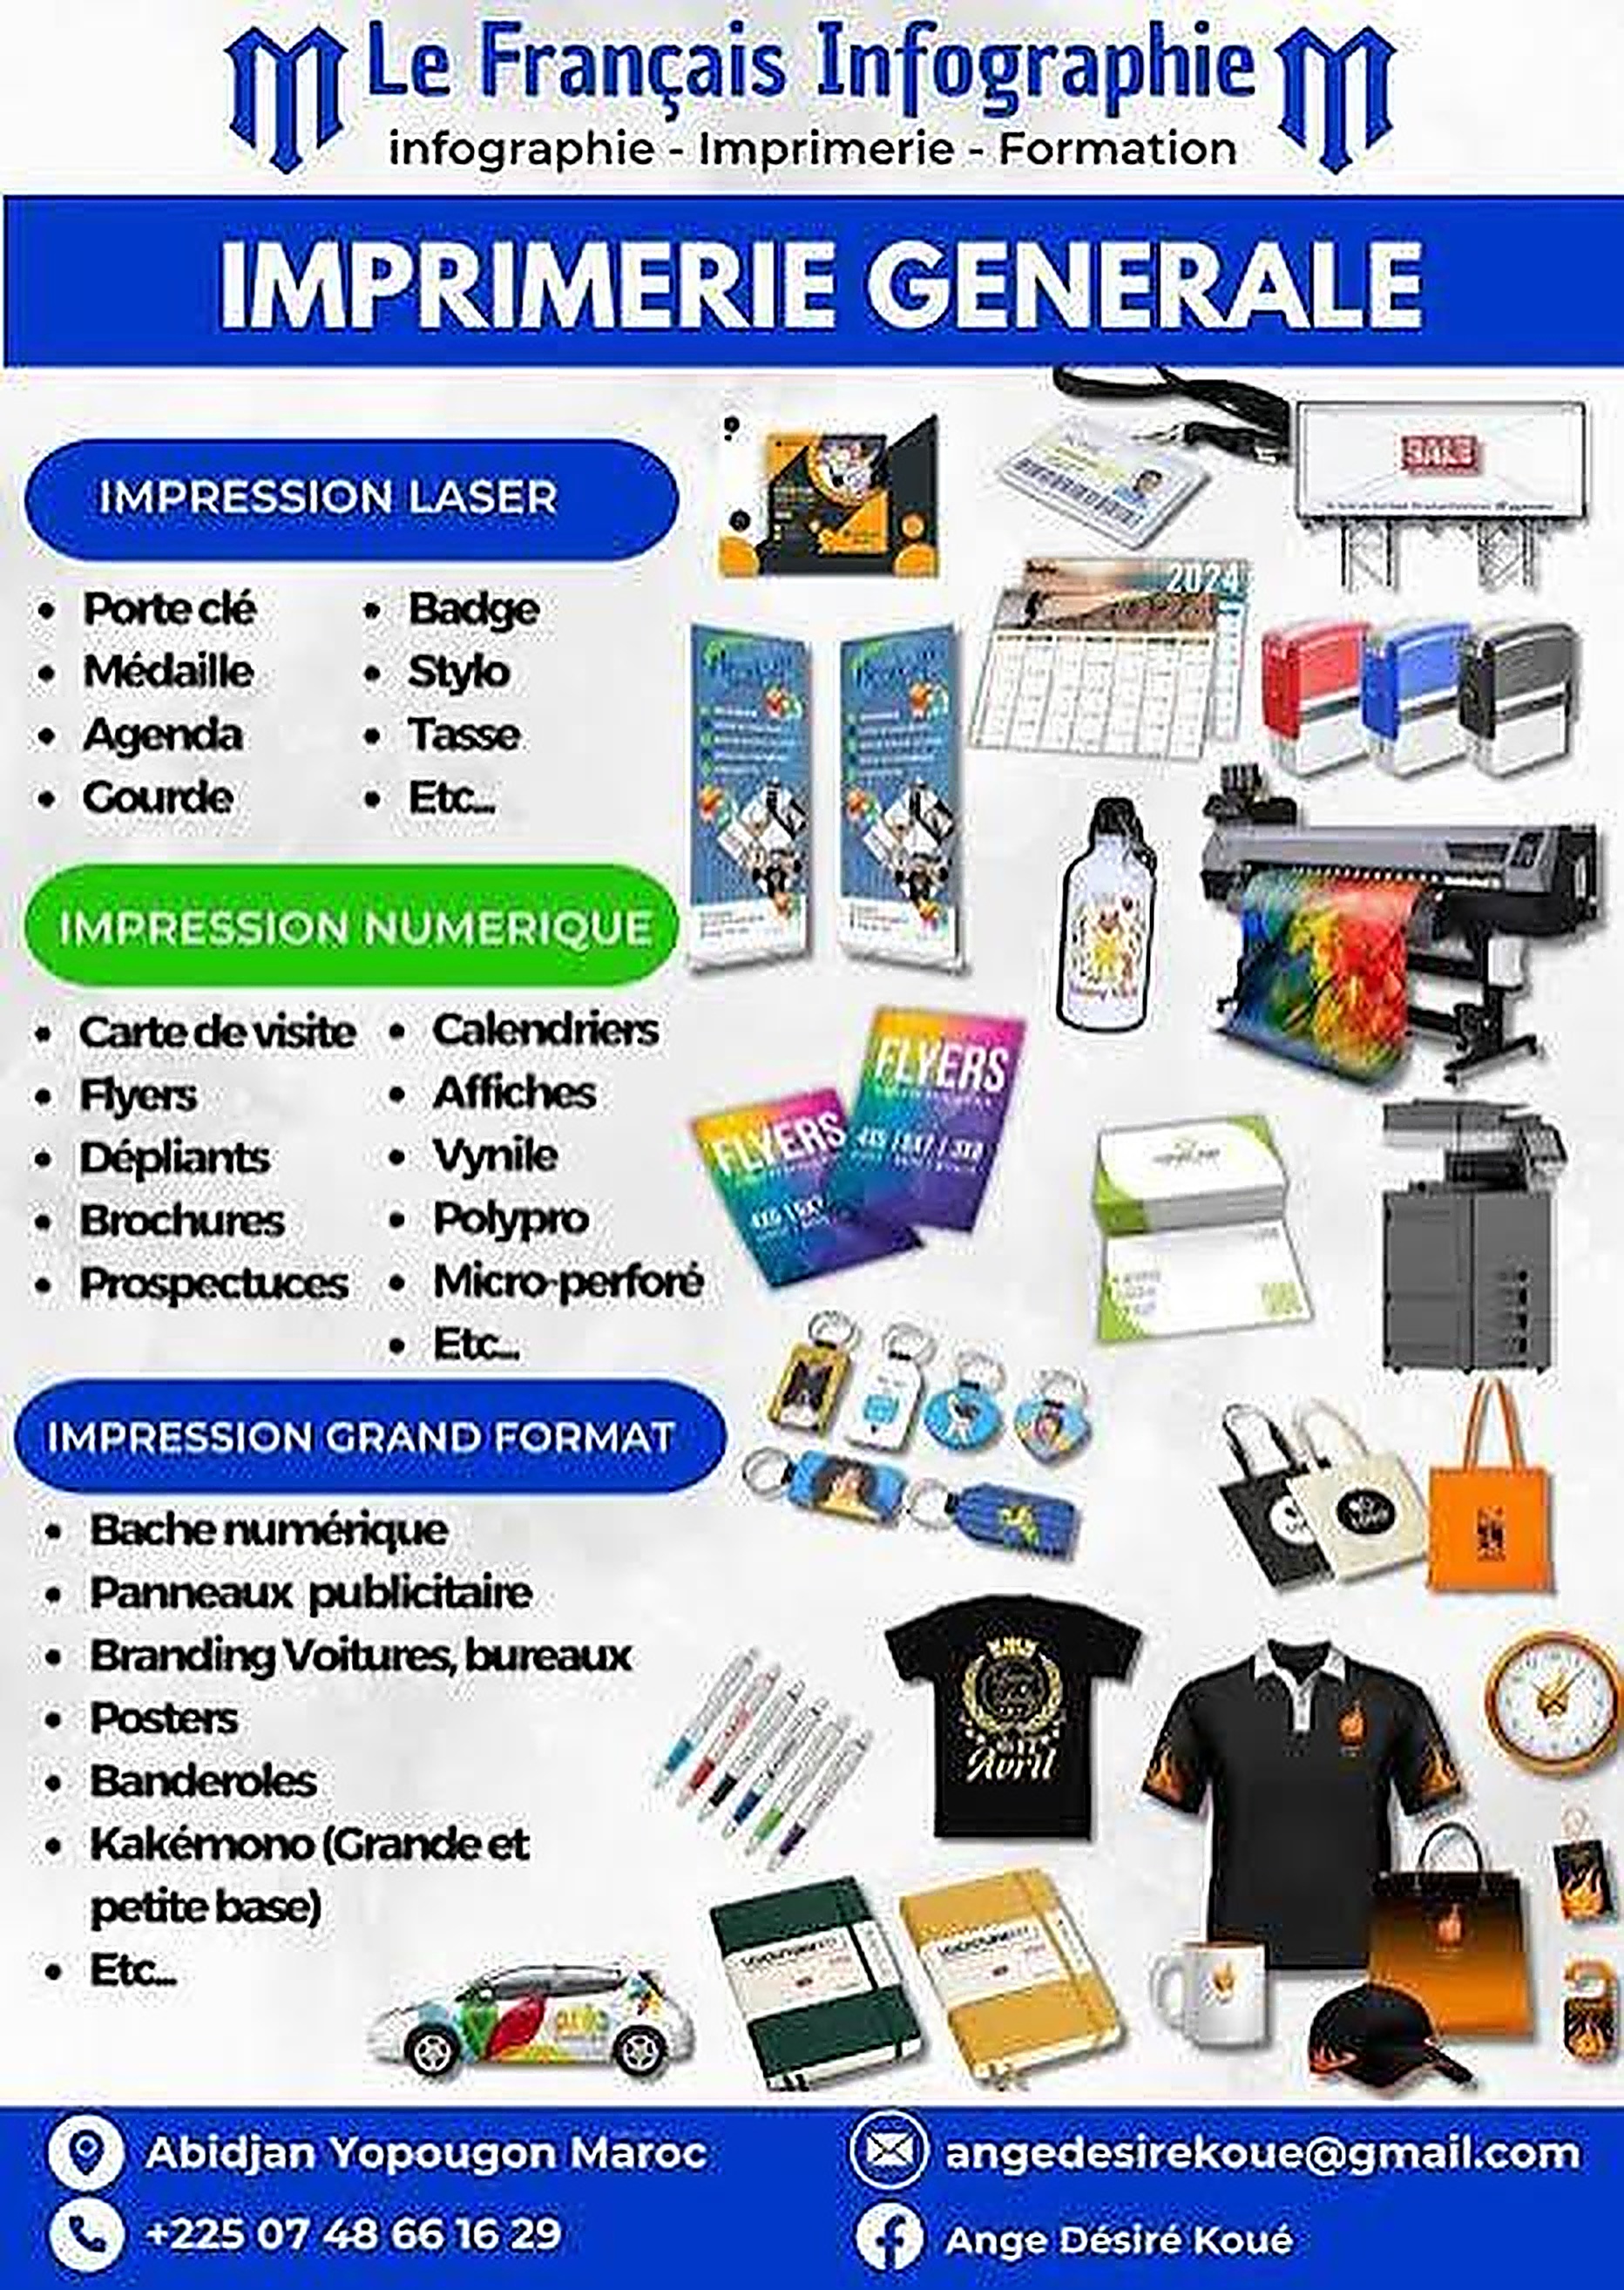 Le Français Infographie
infographie - Imprimerie - Formation
IMPRIMERIE GENERALE
IMPRESSION LASER
• Porte clé
• Médaille
• Agenda
• Gourde
• Badge
• Stylo
• Tasse
• Etc...
IMPRESSION NUMERIQUE
• Carte de visite
• Flyers
• Dépliants
• Brochures
• Prospectuces
• Calendriers
• Affiches
• Vynile
• Polypro
• Micro-perforé
• Etc...
IMPRESSION GRAND FORMAT
• Bache numérique
• Panneaux publicitaire
• Branding Voitures, bureaux
• Posters
• Banderoles
• Kakémono (Grande et
petite base)
• Etc...
SALE
2024
FLYERS
FLYERS
Avril
Abidjan Yopougon Maroc
+225 07 48 66 16 29
angedesirekoue@gmail.com
Ange Désiré Koué